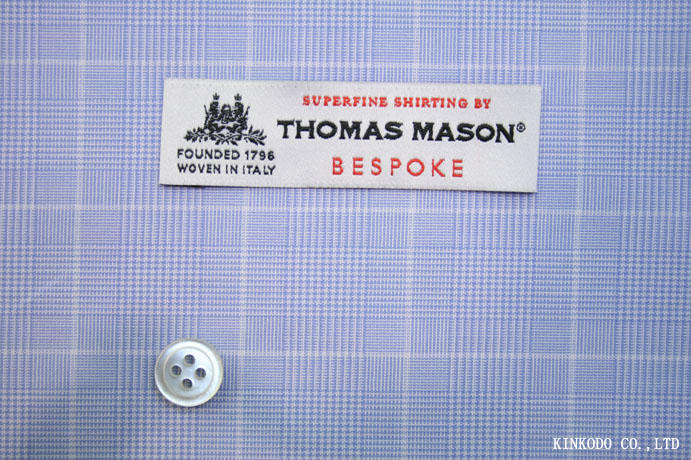 SUPERFINE SHIRTING BY
THOMAS MASON®
BESPOKE
FOUNDED 1796
WOVEN IN ITALY
KINKODO CO.,LTD